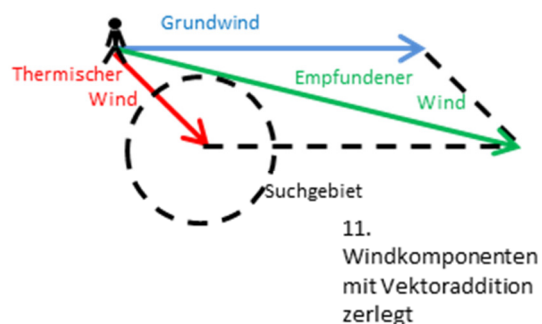 Grundwind
Thermischer
Wind
Empfundener
Wind
Suchgebiet
11.
Windkomponenten
mit Vektoraddition
zerlegt